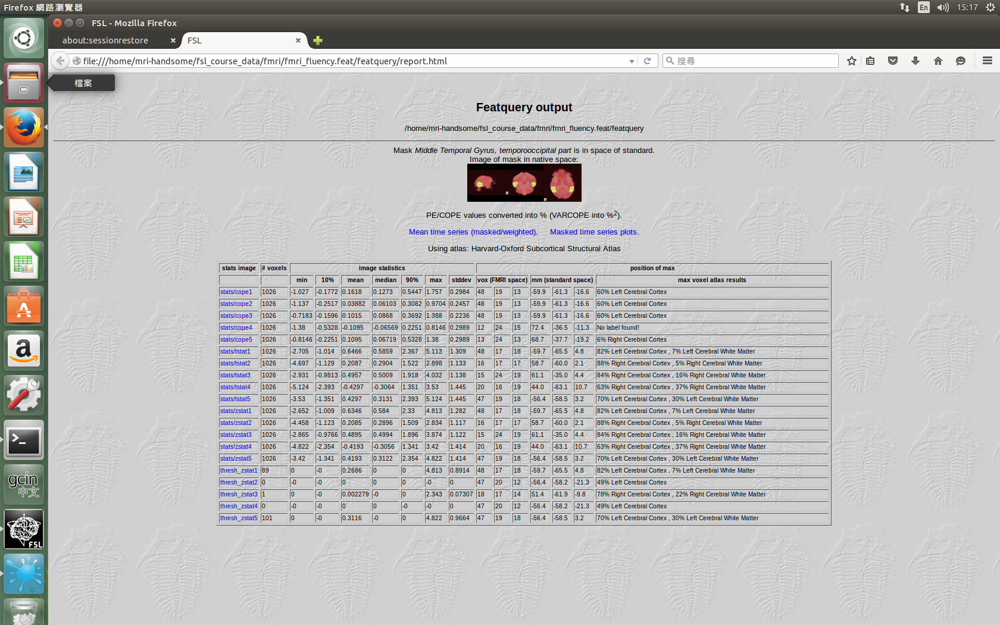 Firefox 網路瀏覽器
En
15:17
FSL - Mozilla Firefox
about:sessionrestore
FSL
file:///home/mri-handsome/fsl_course_data/fmri/fmri_fluency.feat/featquery/report.html
搜尋
檔案
Featquery output
/home/mri-handsome/fsl_course_data/fmri/fmri_fluency.feat/featquery
Mask Middle Temporal Gyrus, temporooccipital part is in space of standard.
Image of mask in native space:
R
R
PE/COPE values converted into % (VARCOPE into %2).
Mean time series (masked/weighted). Masked time series plots.
Using atlas: Harvard-Oxford Subcortical Structural Atlas
stats image # voxels image statistics position of max
min 10% mean median 90% max stddev vox (FMRI space) mm (standard space) max voxel atlas results
stats/cope1 1026 -1.027 -0.1772 0.1618 0.1273 0.5447 1.757 0.2984 48 19 13 -59.9 -61.3 -16.6 60% Left Cerebral Cortex
stats/cope2 1026 -1.137 -0.2517 0.03882 0.06103 0.3082 0.9704 0.2457 48 19 13 -59.9 -61.3 -16.6 60% Left Cerebral Cortex
stats/cope3 1026 -0.7183 -0.1596 0.1015 0.0868 0.3692 1.388 0.2236 48 19 13 -59.9 -61.3 -16.6 60% Left Cerebral Cortex
stats/cope4 1026 -1.38 -0.5328 -0.1095 -0.06569 0.2251 0.8146 0.2989 12 24 15 72.4 -36.5 -11.3 No label found!
stats/cope5 1026 -0.8146 -0.2251 0.1095 0.06719 0.5328 1.38 0.2989 13 24 13 68.7 -37.7 -19.2 6% Right Cerebral Cortex
stats/tstat1 1026 -2.705 -1.014 0.6466 0.5859 2.367 5.113 1.309 48 17 18 -59.7 -65.5 4.8 82% Left Cerebral Cortex , 7% Left Cerebral White Matter
stats/tstat2 1026 -4.697 -1.129 0.2087 0.2904 1.522 2.898 1.133 16 17 17 58.7 -60.0 2.1 88% Right Cerebral Cortex , 5% Right Cerebral White Matter
stats/tstat3 1026 -2.931 -0.9813 0.4957 0.5009 1.918 4.032 1.138 15 24 19 61.1 -35.0 4.4 84% Right Cerebral Cortex , 16% Right Cerebral White Matter
stats/tstat4 1026 -5.124 -2.393 -0.4297 -0.3064 1.351 3.53 1.445 20 16 19 44.0 -63.1 10.7 63% Right Cerebral Cortex , 37% Right Cerebral White Matter
stats/tstat5 1026 -3.53 -1.351 0.4297 0.3131 2.393 5.124 1.445 47 19 18 -56.4 -58.5 3.2 70% Left Cerebral Cortex , 30% Left Cerebral White Matter
stats/zstat1 1026 -2.652 -1.009 0.6346 0.584 2.33 4.813 1.282 48 17 18 -59.7 -65.5 4.8 82% Left Cerebral Cortex , 7% Left Cerebral White Matter
stats/zstat2 1026 -4.458 -1.123 0.2085 0.2896 1.509 2.834 1.117 16 17 17 58.7 -60.0 2.1 88% Right Cerebral Cortex , 5% Right Cerebral White Matter
stats/zstat3 1026 -2.865 -0.9766 0.4895 0.4994 1.896 3.874 1.122 15 24 19 61.1 -35.0 4.4 84% Right Cerebral Cortex , 16% Right Cerebral White Matter
stats/zstat4 1026 -4.822 -2.354 -0.4193 -0.3056 1.341 3.42 1.414 20 16 19 44.0 -63.1 10.7 63% Right Cerebral Cortex , 37% Right Cerebral White Matter
stats/zstat5 1026 -3.42 -1.341 0.4193 0.3122 2.354 4.822 1.414 47 19 18 -56.4 -58.5 3.2 70% Left Cerebral Cortex , 30% Left Cerebral White Matter
thresh_zstat1 89 0 -0 0.2686 0 0 4.813 0.8914 48 17 18 -59.7 -65.5 4.8 82% Left Cerebral Cortex , 7% Left Cerebral White Matter
thresh_zstat2 0 -0 -0 0 0 0 -0 0 47 20 12 -56.4 -58.2 -21.3 49% Left Cerebral Cortex
thresh_zstat3 1 0 -0 0.002279 -0 0 2.343 0.07307 18 17 14 51.4 -61.9 -9.8 78% Right Cerebral Cortex , 22% Right Cerebral White Matter
thresh_zstat4 0 -0 -0 0 0 -0 -0 0 47 20 12 -56.4 -58.2 -21.3 49% Left Cerebral Cortex
thresh_zstat5 101 0 -0 0.3116 -0 0 4.822 0.9664 47 19 18 -56.4 -58.5 3.2 70% Left Cerebral Cortex , 30% Left Cerebral White Matter
gcin
中文
FSL